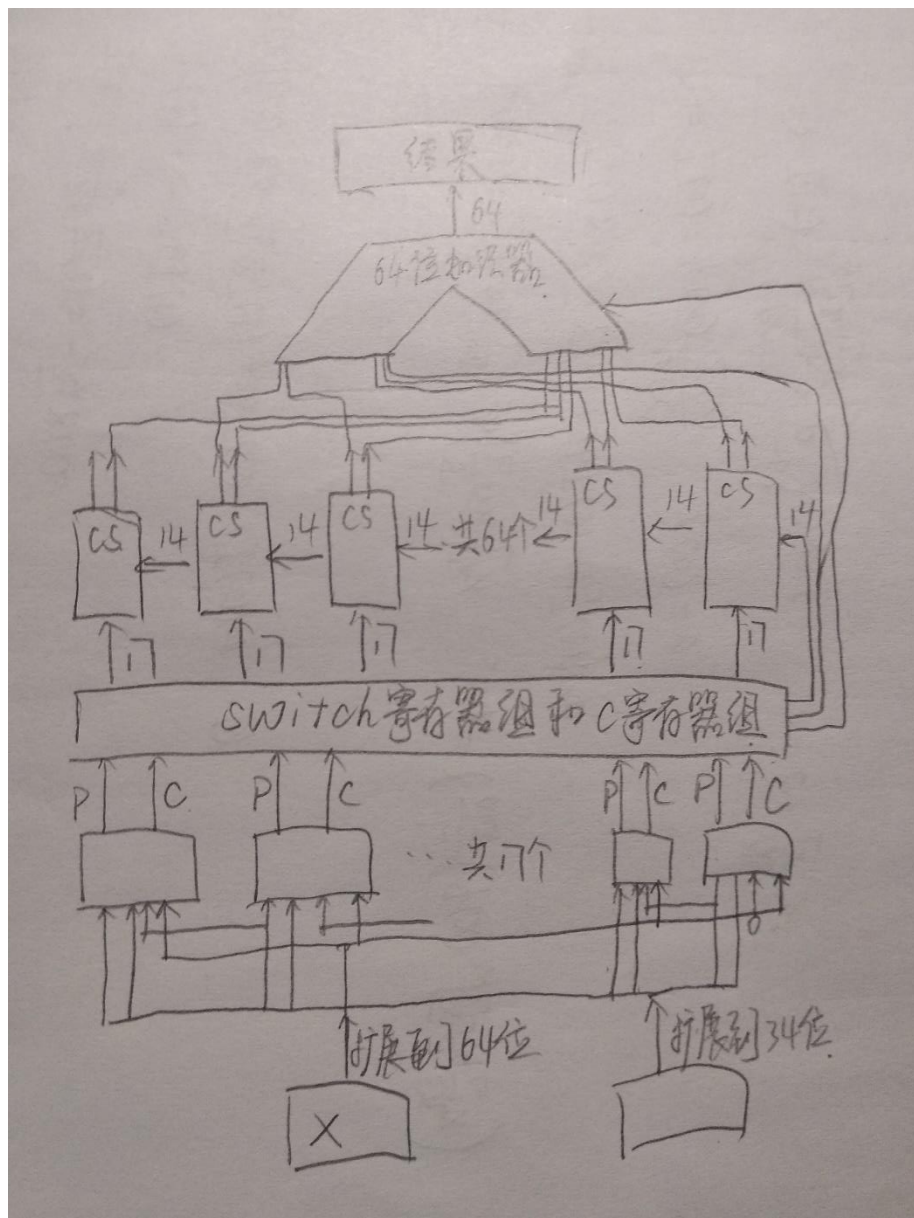 结果
64
64位加法器
CS 14 CS 14 CS 14 共64个 14 CS 14 CS 14
17 17 17 17 17
switch寄存器组和C寄存器组
P C P C P C P C
... 共17个
0
扩展到64位 扩展到34位
X